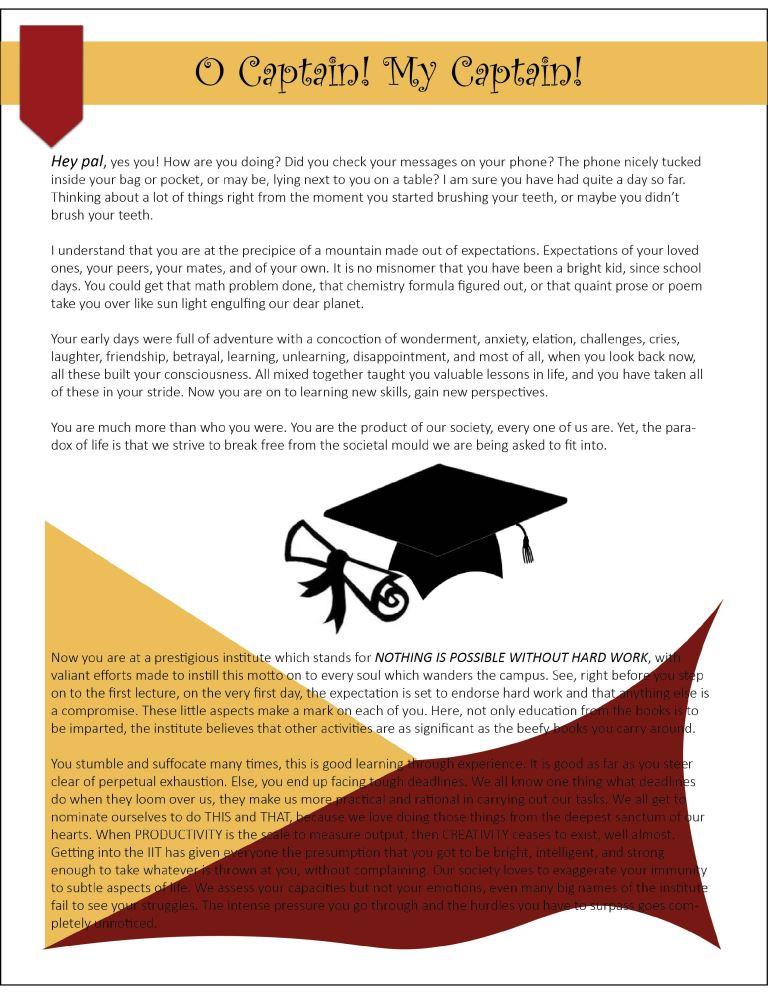 O Captain! My Captain!
Hey pal, yes you! How are you doing? Did you check your messages on your phone? The phone nicely tucked
inside your bag or pocket, or may be, lying next to you on a table? I am sure you have had quite a day so far.
Thinking about a lot of things right from the moment you started brushing your teeth, or maybe you didn't
brush your teeth.
I understand that you are at the precipice of a mountain made out of expectations. Expectations of your loved
ones, your peers, your mates, and of your own. It is no misnomer that you have been a bright kid, since school
days. You could get that math problem done, that chemistry formula figured out, or that quaint prose or poem
take you over like sun light engulfing our dear planet.
Your early days were full of adventure with a concoction of wonderment, anxiety, elation, challenges, cries,
laughter, friendship, betrayal, learning, unlearning, disappointment, and most of all, when you look back now,
all these built your consciousness. All mixed together taught you valuable lessons in life, and you have taken all
of these in your stride. Now you are on to learning new skills, gain new perspectives.
You are much more than who you were. You are the product of our society, every one of us are. Yet, the para-
dox of life is that we strive to break free from the societal mould we are being asked to fit into.
Now you are at a prestigious institute which stands for NOTHING IS POSSIBLE WITHOUT HARD WORK, with
valiant efforts made to instill this motto on to every soul which wanders the campus. See, right before you step
on to the first lecture, on the very first day, the expectation is set to endorse hard work and that anything else is
a compromise. These little aspects make a mark on each of you. Here, not only education from the books is to
be imparted, the institute believes that other activities are as significant as the beefy books you carry around.
You stumble and suffocate many times, this is good learning through experience. It is good as far as you steer
clear of perpetual exhaustion. Else, you end up facing tough deadlines. We all know one thing what deadlines
do when they loom over us, they make us more practical and rational in carrying out our tasks. We all get to
nominate ourselves to do THIS and THAT, because we love doing those things from the deepest sanctum of our
hearts. When PRODUCTIVITY is the scale to measure output, then CREATIVITY ceases to exist, well almost.
Getting into the IIT has given everyone the presumption that you got to be bright, intelligent, and strong
enough to take whatever is thrown at you, without complaining. Our society loves to exaggerate your immunity
to subtle aspects of life. We assess your capacities but not your emotions, even many big names of the institute
fail to see your struggles. The intense pressure you go through and the hurdles you have to surpass goes com-
pletely unnoticed.